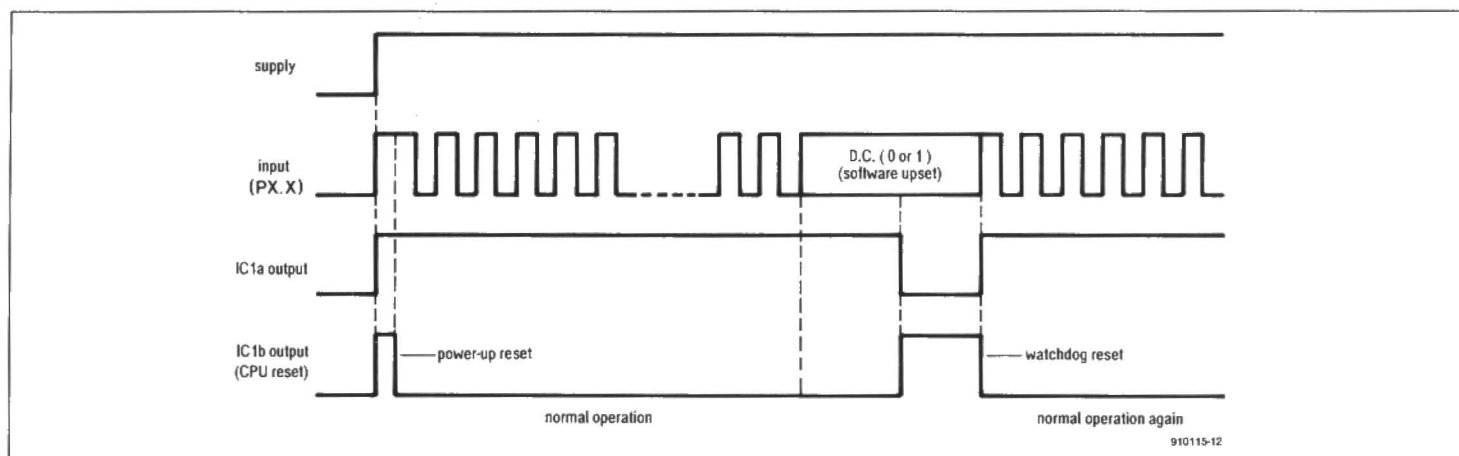 supply
input
(PX.X)
D.C. ( 0 or 1 )
(software upset)
IC1a output
IC1b output
(CPU reset)
power-up reset
watchdog reset
normal operation
normal operation again
910115-12